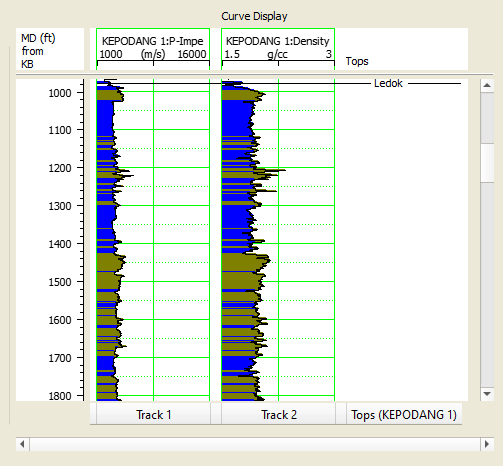 Curve Display
MD (ft)
from
KB
KEPODANG 1:P-Impe
1000 (m/s) 16000
KEPODANG 1:Density
1.5 g/cc 3
Tops
Ledok
1000
1100
1200
1300
1400
1500
1600
1700
1800
Track 1 Track 2 Tops (KEPODANG 1)